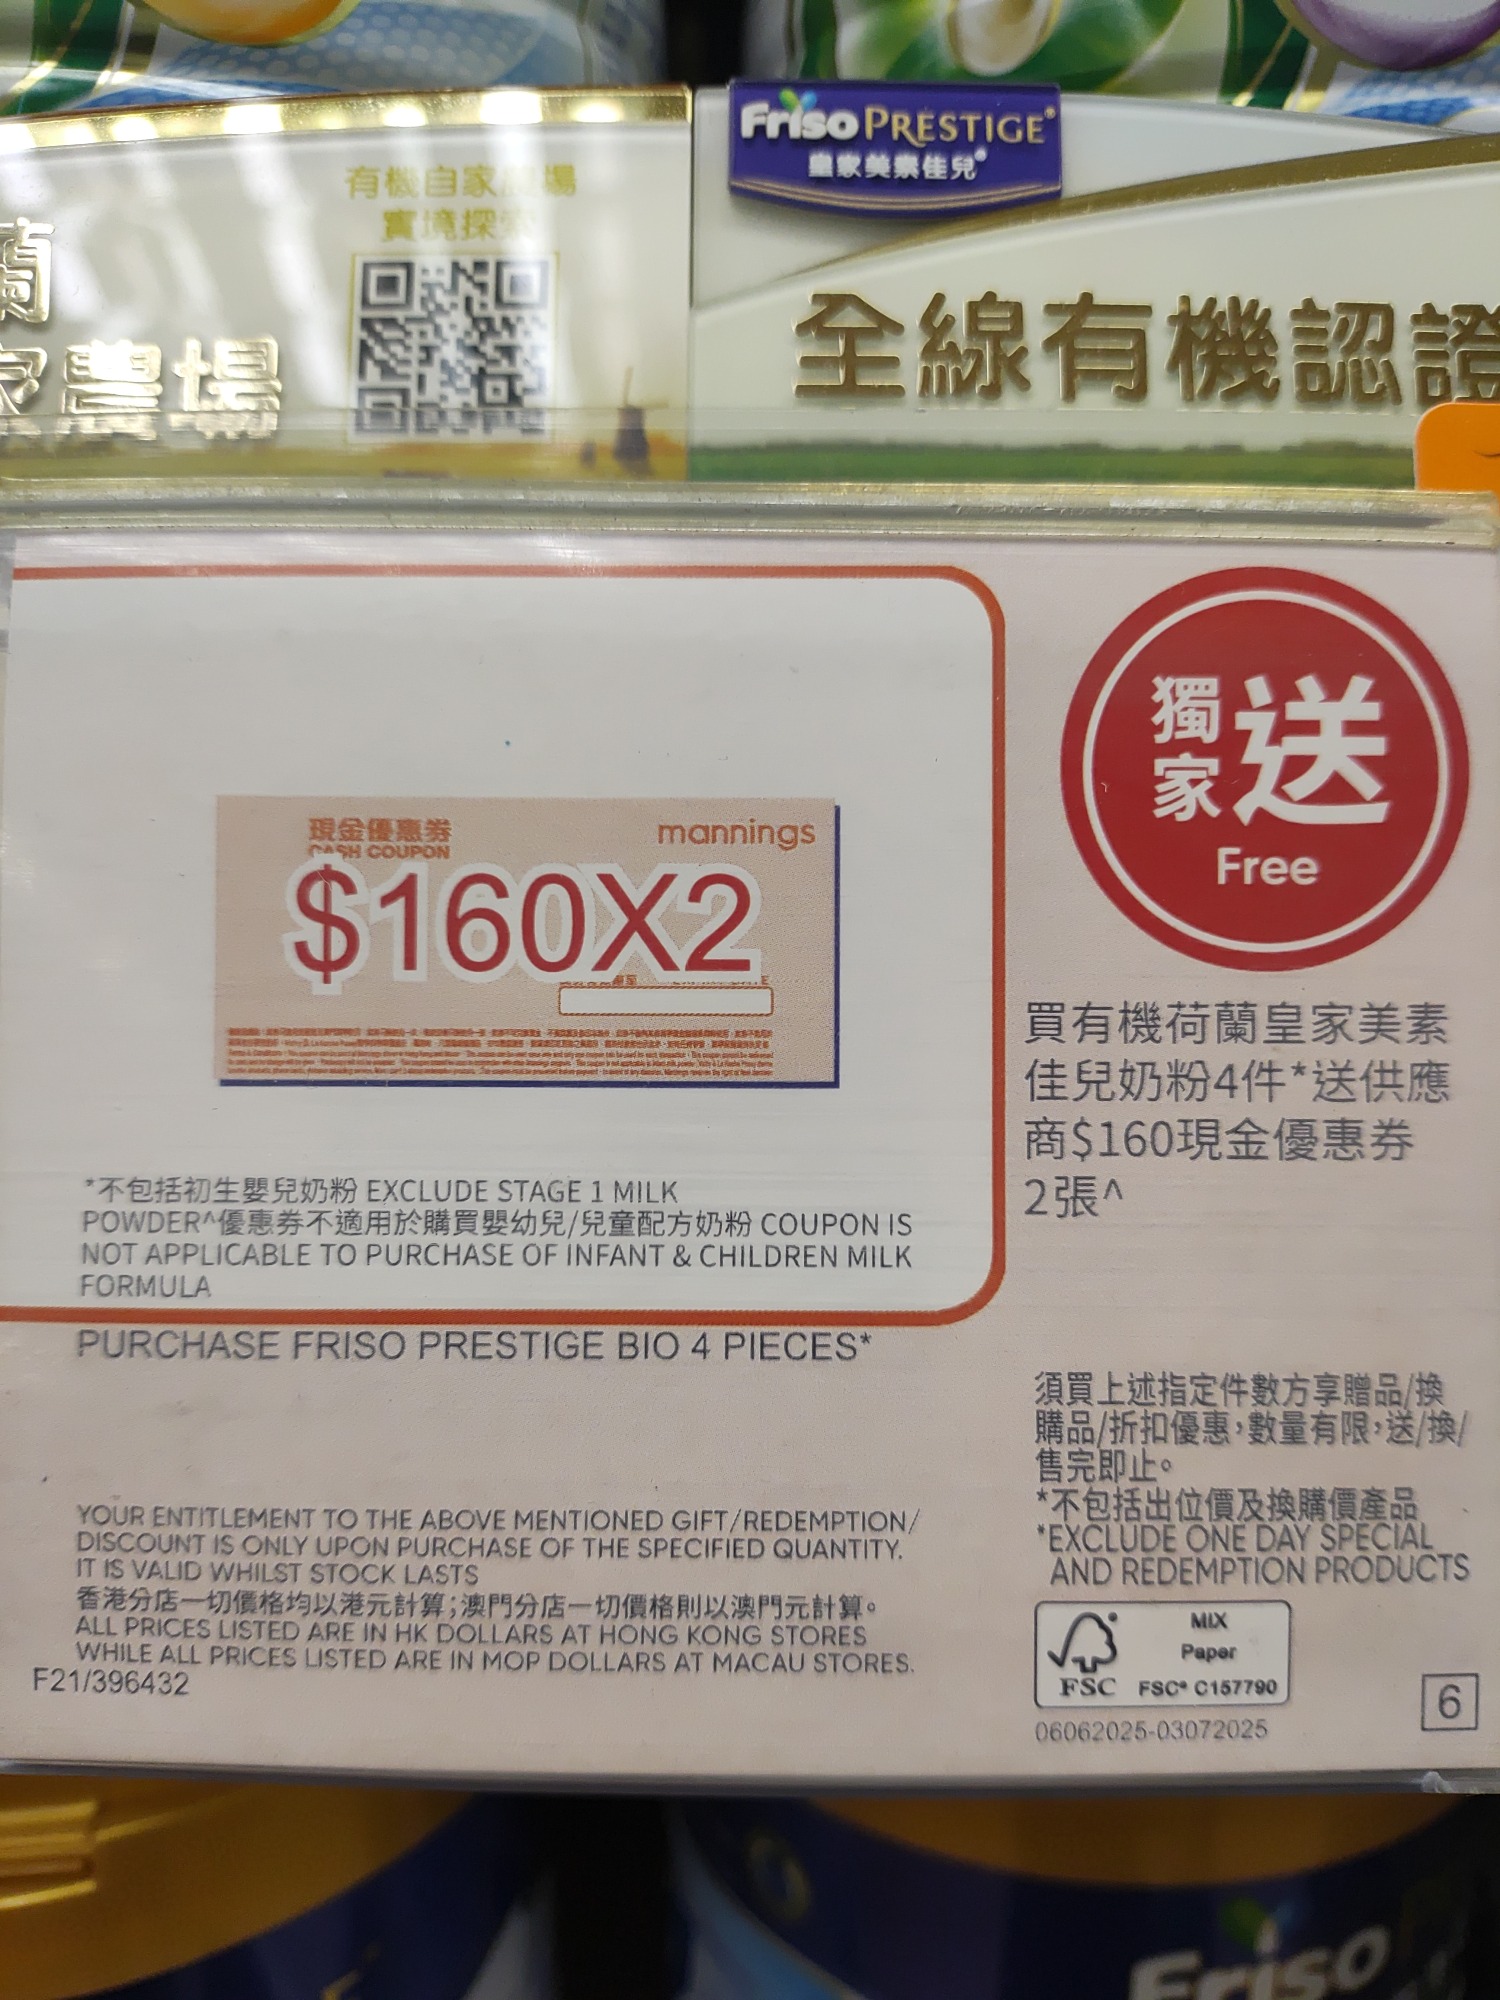 Friso PRESTIGE®
皇家美素佳兒®
有機自家農場
實境探索
蘭
家農場
全線有機認證
現金優惠券
mannings
CASH COUPON
$160X2
獨家送
Free
買有機荷蘭皇家美素
佳兒奶粉4件*送供應
商$160現金優惠券
2張^
*不包括初生嬰兒奶粉 EXCLUDE STAGE 1 MILK
POWDER^優惠券不適用於購買嬰幼兒/兒童配方奶粉 COUPON IS
NOT APPLICABLE TO PURCHASE OF INFANT & CHILDREN MILK
FORMULA
PURCHASE FRISO PRESTIGE BIO 4 PIECES*
須買上述指定件數方享贈品/換
購品/折扣優惠，數量有限，送/換/
售完即止。
*不包括出位價及換購價產品
*EXCLUDE ONE DAY SPECIAL
AND REDEMPTION PRODUCTS
YOUR ENTITLEMENT TO THE ABOVE MENTIONED GIFT/REDEMPTION/
DISCOUNT IS ONLY UPON PURCHASE OF THE SPECIFIED QUANTITY.
IT IS VALID WHILST STOCK LASTS
香港分店一切價格均以港元計算；澳門分店一切價格則以澳門元計算。
ALL PRICES LISTED ARE IN HK DOLLARS AT HONG KONG STORES
WHILE ALL PRICES LISTED ARE IN MOP DOLLARS AT MACAU STORES.
F21/396432
MIX
Paper
FSC
FSC® C157790
06062025-03072025
6
Friso